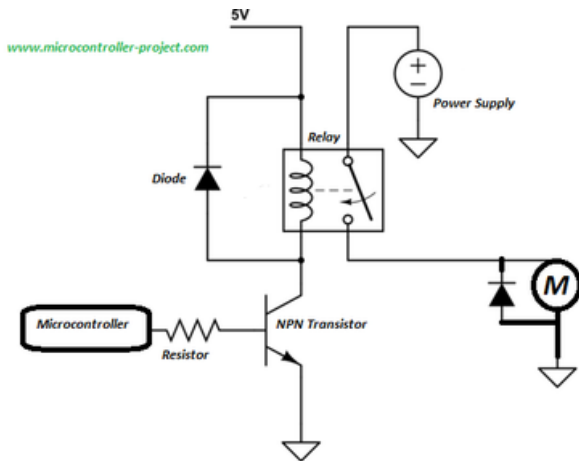 5V
www.microcontroller-project.com
+
−
Power Supply
Relay
Diode
M
Microcontroller
NPN Transistor
Resistor